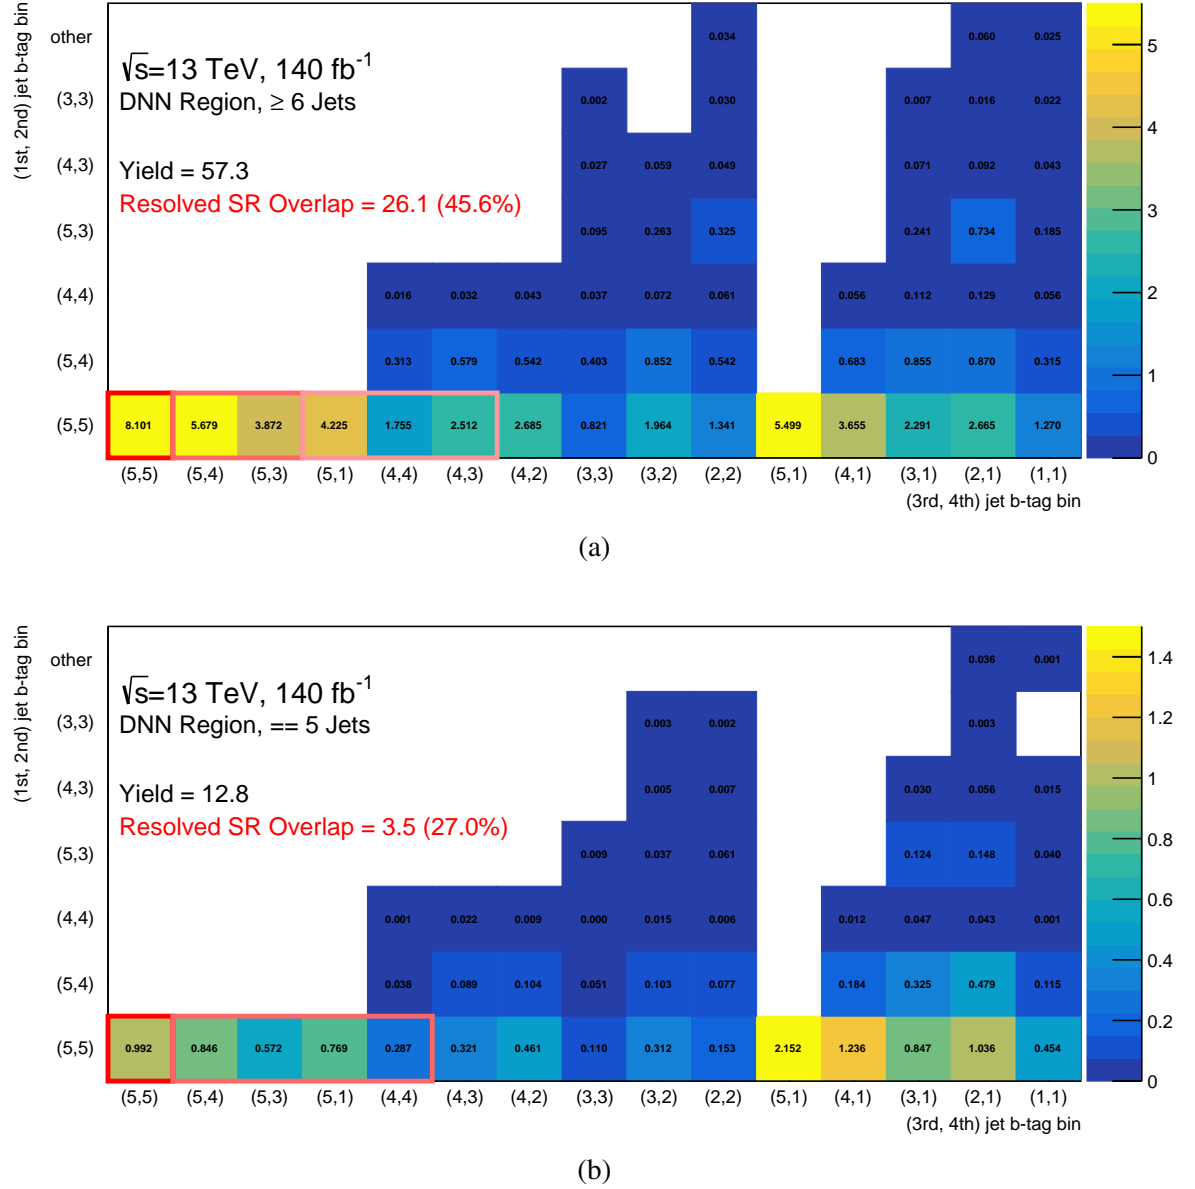 (1st, 2nd) jet b-tag bin
√s=13 TeV, 140 fb⁻¹
DNN Region, ≥ 6 Jets
Yield = 57.3
Resolved SR Overlap = 26.1 (45.6%)
other 0.034 0.060 0.025
(3,3) 0.002 0.030 0.007 0.016 0.022
(4,3) 0.027 0.059 0.049 0.071 0.092 0.043
(5,3) 0.095 0.263 0.325 0.241 0.734 0.185
(4,4) 0.016 0.032 0.043 0.037 0.072 0.061 0.056 0.112 0.129 0.056
(5,4) 0.313 0.579 0.542 0.403 0.852 0.542 0.683 0.855 0.870 0.315
(5,5) 8.101 5.679 3.872 4.225 1.755 2.512 2.685 0.821 1.964 1.341 5.499 3.655 2.291 2.665 1.270
(5,5) (5,4) (5,3) (5,1) (4,4) (4,3) (4,2) (3,3) (3,2) (2,2) (5,1) (4,1) (3,1) (2,1) (1,1)
(3rd, 4th) jet b-tag bin
5
4
3
2
1
0
(a)
(1st, 2nd) jet b-tag bin
√s=13 TeV, 140 fb⁻¹
DNN Region, == 5 Jets
Yield = 12.8
Resolved SR Overlap = 3.5 (27.0%)
other 0.036 0.001
(3,3) 0.003 0.002 0.003
(4,3) 0.005 0.007 0.030 0.056 0.015
(5,3) 0.009 0.037 0.061 0.124 0.148 0.040
(4,4) 0.001 0.022 0.009 0.000 0.015 0.006 0.012 0.047 0.043 0.001
(5,4) 0.038 0.089 0.104 0.051 0.103 0.077 0.184 0.325 0.479 0.115
(5,5) 0.992 0.846 0.572 0.769 0.287 0.321 0.461 0.110 0.312 0.153 2.152 1.236 0.847 1.036 0.454
(5,5) (5,4) (5,3) (5,1) (4,4) (4,3) (4,2) (3,3) (3,2) (2,2) (5,1) (4,1) (3,1) (2,1) (1,1)
(3rd, 4th) jet b-tag bin
1.4
1.2
1
0.8
0.6
0.4
0.2
0
(b)